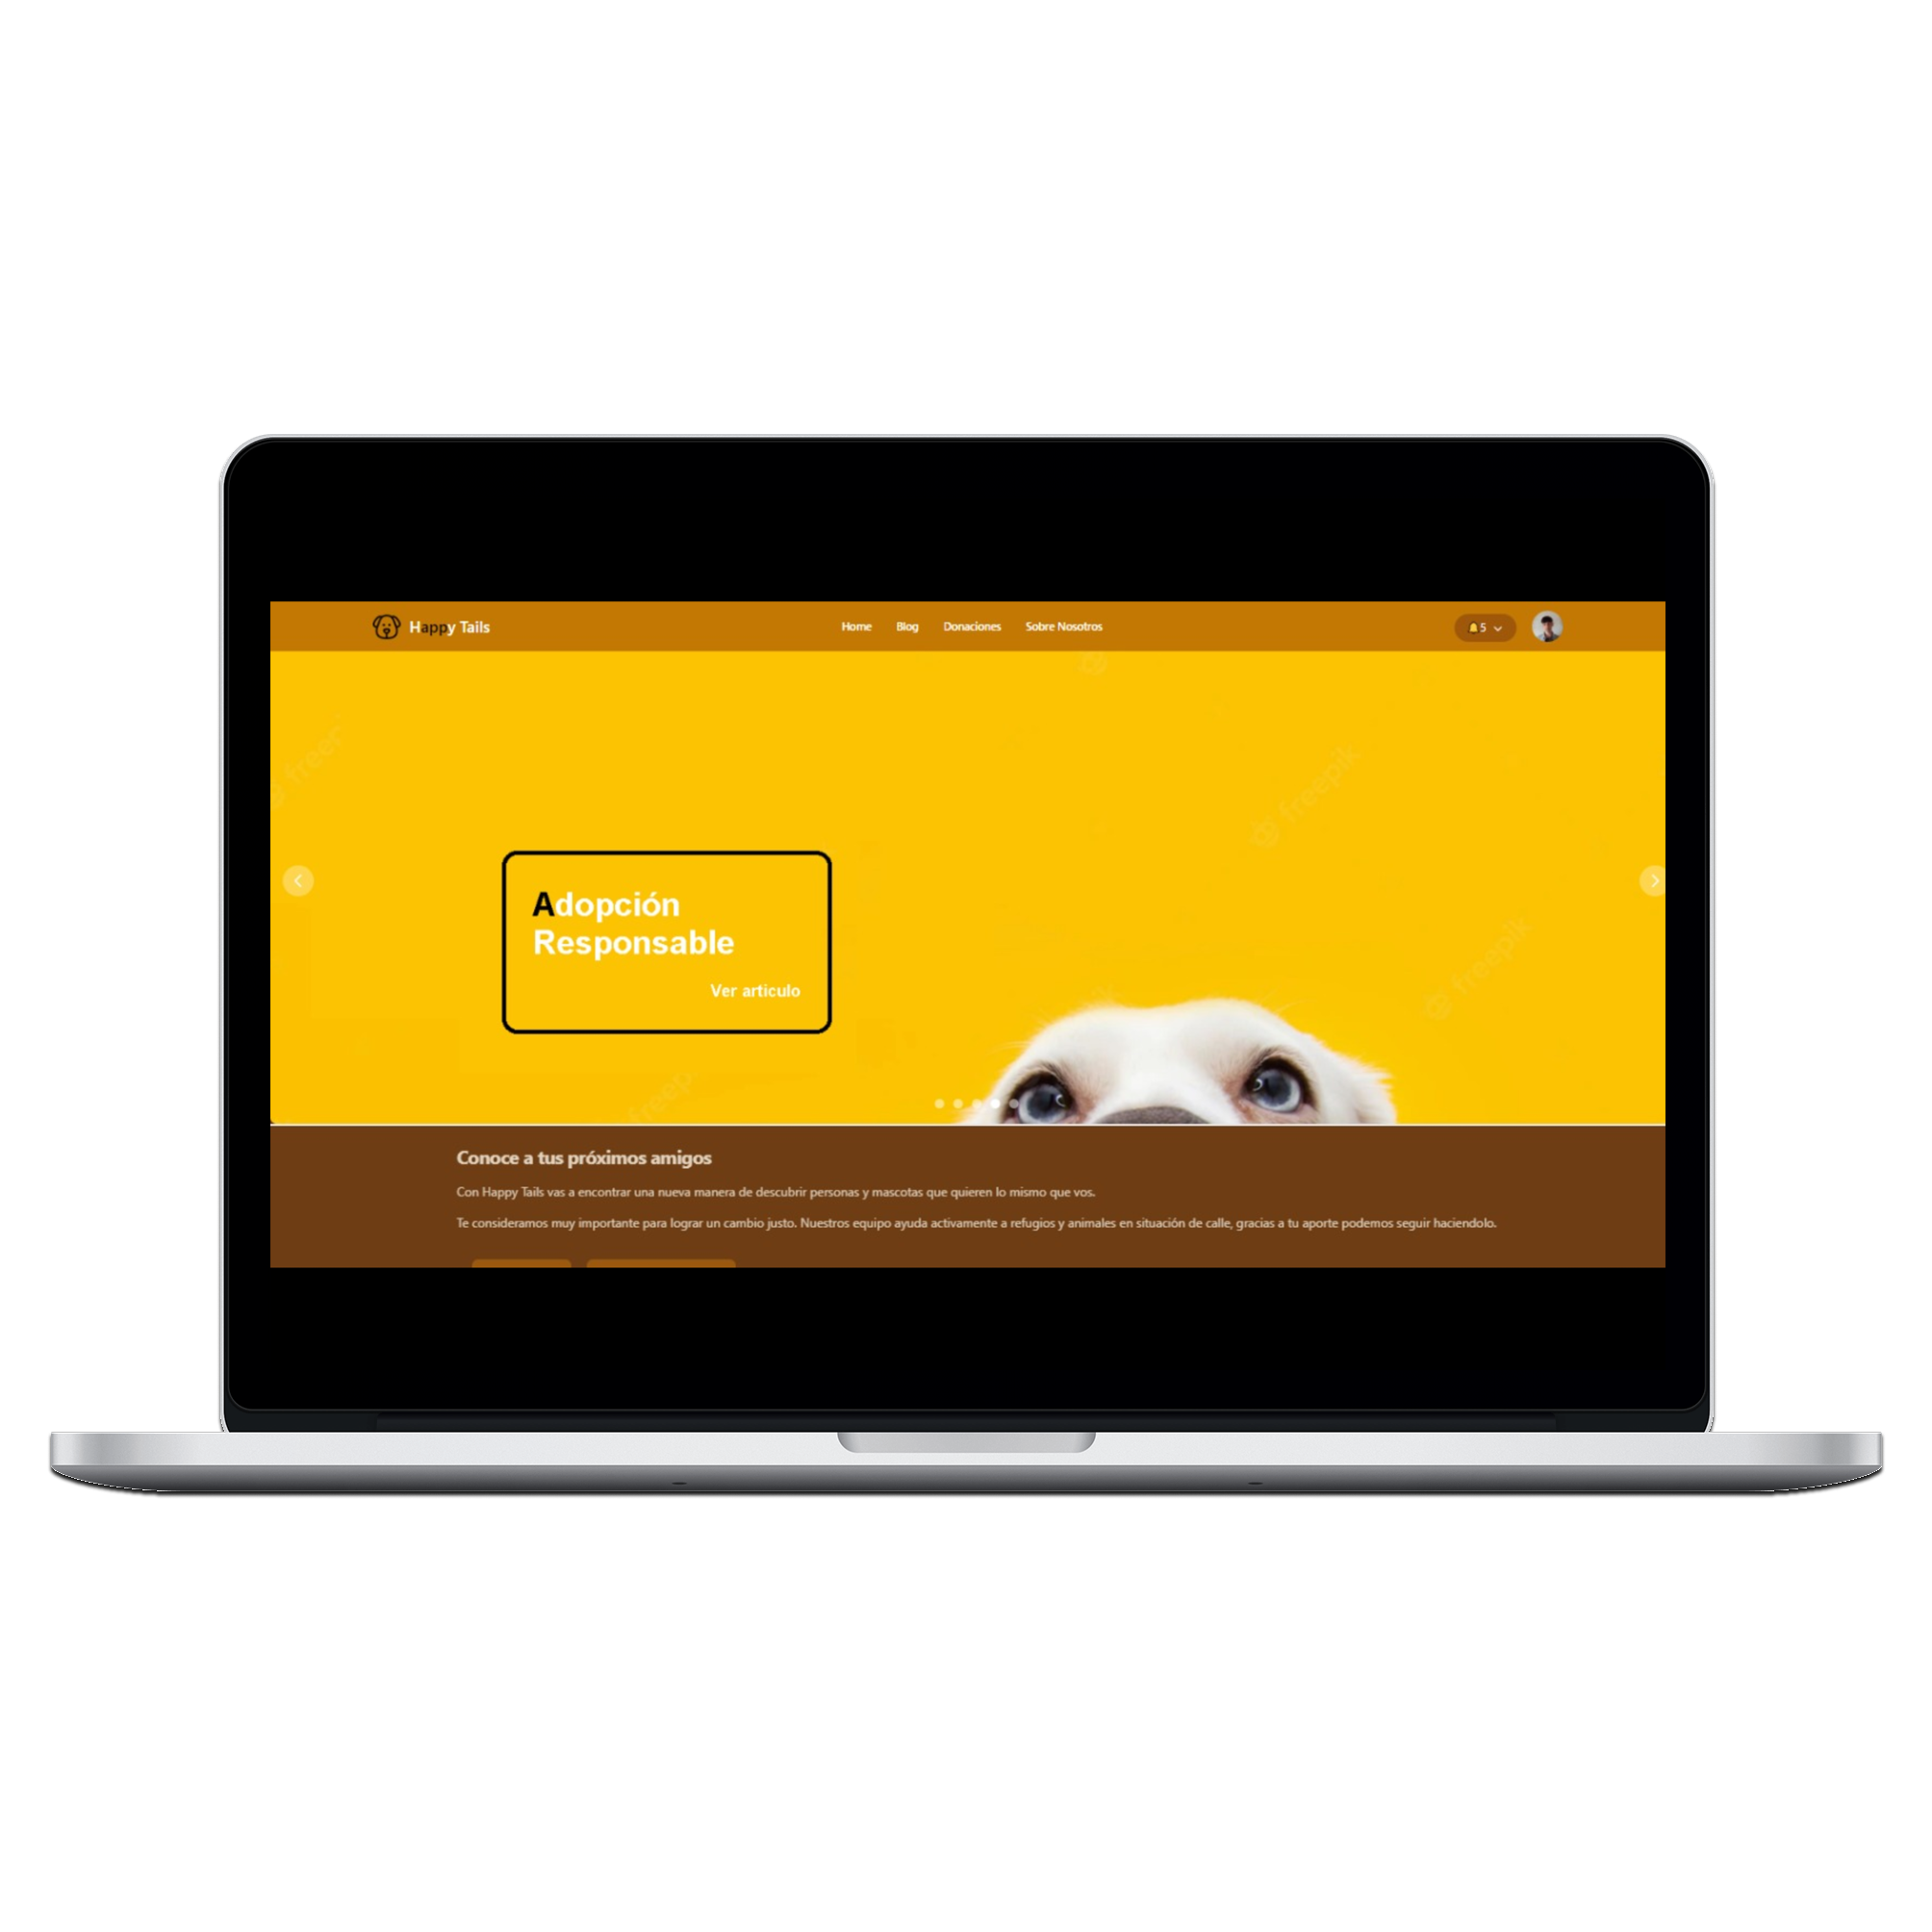 Happy Tails
Home Blog Donaciones Sobre Nosotros
5
freepik
freepik
Adopción
Responsable
Ver articulo
Conoce a tus próximos amigos
Con Happy Tails vas a encontrar una nueva manera de descubrir personas y mascotas que quieren lo mismo que vos.
Te consideramos muy importante para lograr un cambio justo. Nuestros equipo ayuda activamente a refugios y animales en situación de calle, gracias a tu aporte podemos seguir haciendolo.